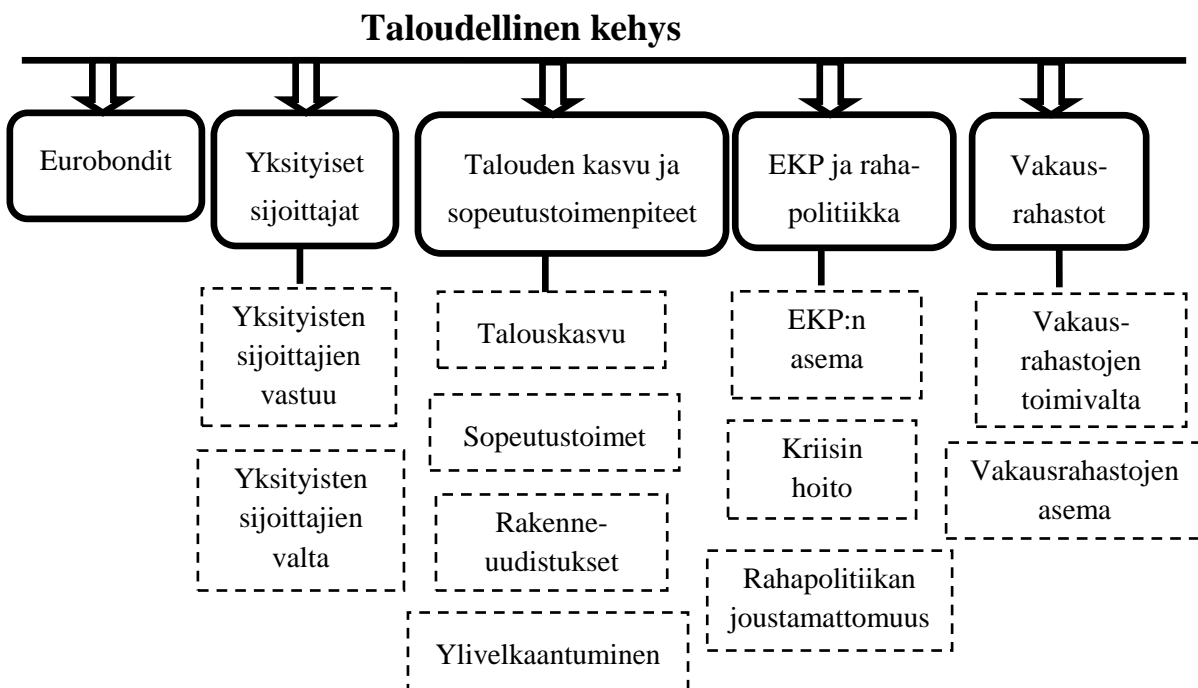 Taloudellinen kehys
Eurobondit
Yksityiset
sijoittajat
Talouden kasvu ja
sopeutustoimenpiteet
EKP ja raha-
politiikka
Vakaus-
rahastot
Yksityisten
sijoittajien
vastuu
Yksityisten
sijoittajien
valta
Talouskasvu
Sopeutustoimet
Rakenne-
uudistukset
Ylivelkaantuminen
EKP:n
asema
Kriisin
hoito
Rahapolitiikan
joustamattomuus
Vakaus-
rahastojen
toimivalta
Vakausrahastojen
asema